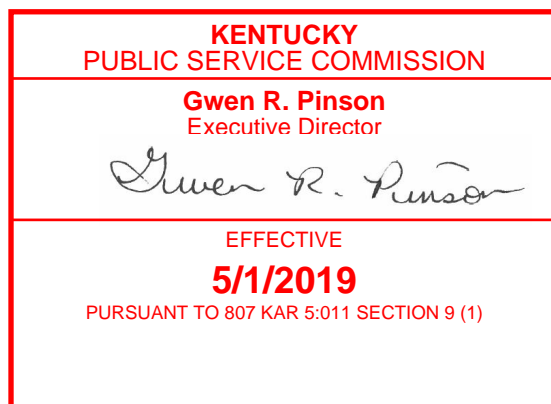 KENTUCKY
PUBLIC SERVICE COMMISSION
Gwen R. Pinson
Executive Director
Gwen R. Pinson
EFFECTIVE
5/1/2019
PURSUANT TO 807 KAR 5:011 SECTION 9 (1)